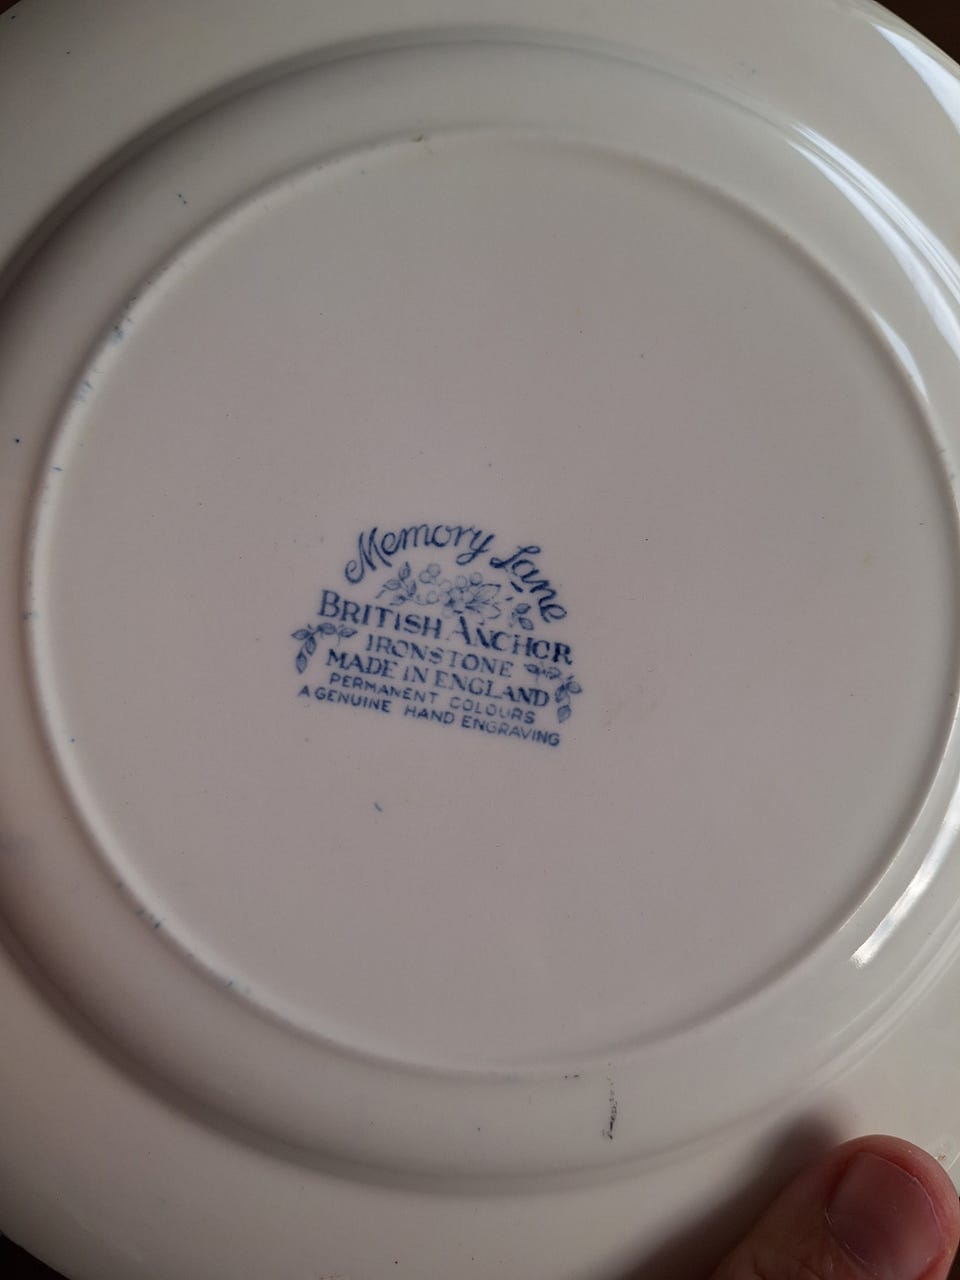 Memory Lane
BRITISH ANCHOR
IRONSTONE
MADE IN ENGLAND
PERMANENT COLOURS
A GENUINE HAND ENGRAVING